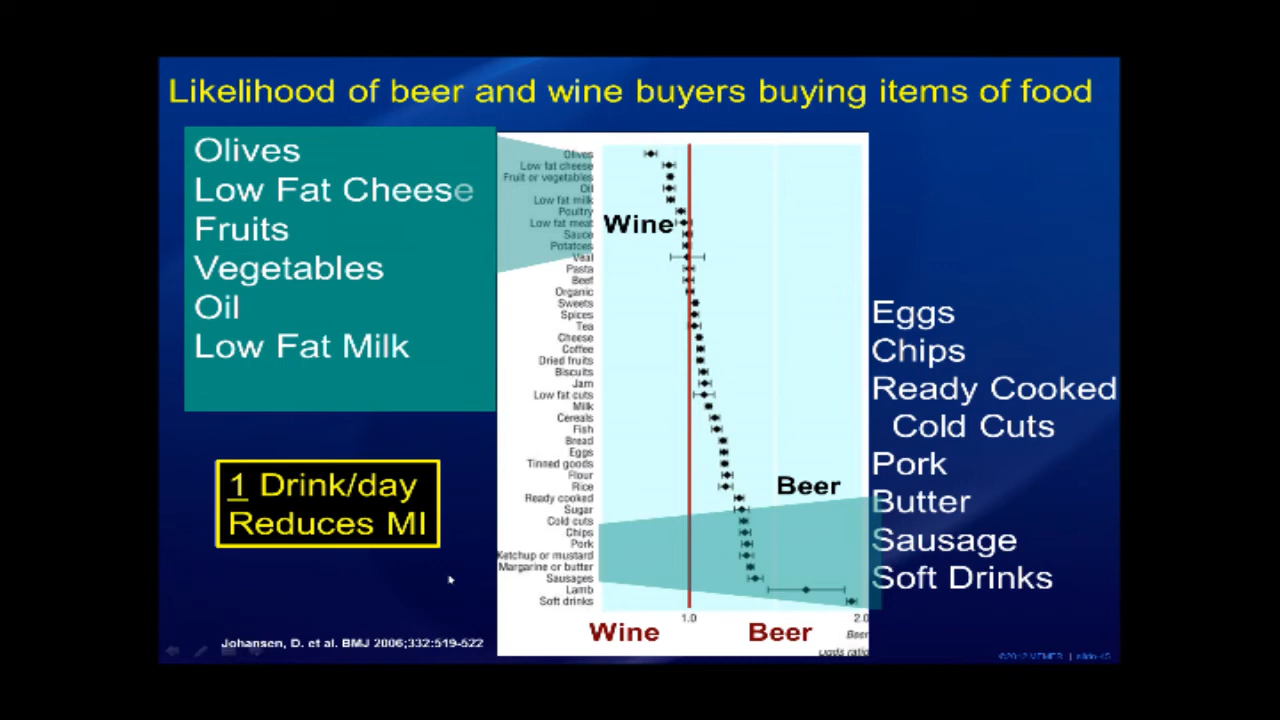 Likelihood of beer and wine buyers buying items of food
Olives
Low Fat Cheese
Fruits
Vegetables
Oil
Low Fat Milk
1 Drink/day
Reduces MI
Johansen, D. et al. BMJ 2006;332:519-522
Olives
Low fat cheese
Fruit or vegetables
Oil
Low fat milk
Poultry
Low fat meat
Sauce
Potatoes
Veal
Pasta
Beef
Organic
Sweets
Spices
Tea
Cheese
Coffee
Dried fruits
Biscuits
Jam
Low fat cuts
Milk
Cereals
Fish
Bread
Eggs
Tinned goods
Flour
Rice
Ready cooked
Sugar
Cold cuts
Chips
Pork
Ketchup or mustard
Margarine or butter
Sausages
Lamb
Soft drinks
Wine
Beer
1.0 2.0
Wine Beer
Beer
Odds ratio
Eggs
Chips
Ready Cooked
Cold Cuts
Pork
Butter
Sausage
Soft Drinks